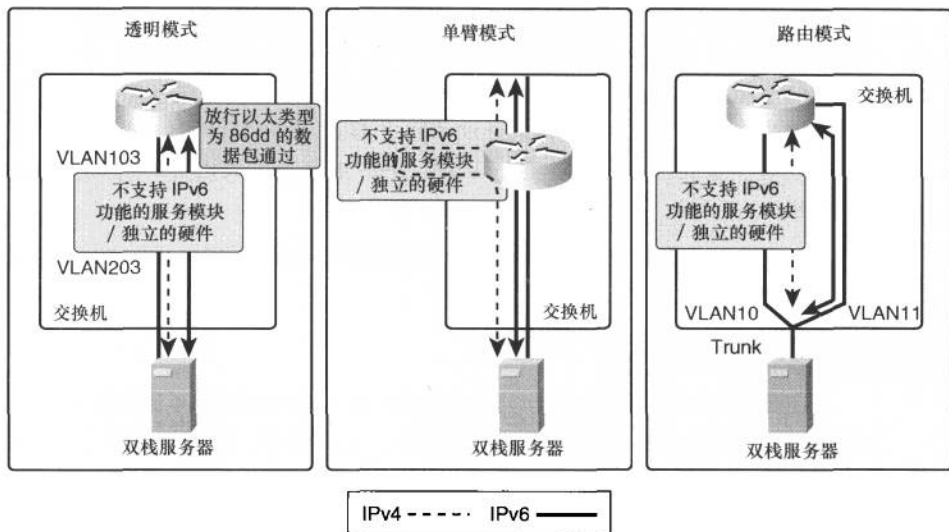 透明模式
放行以太类型
为 86dd 的数
据包通过
VLAN103
不支持 IPv6
功能的服务模块
/ 独立的硬件
VLAN203
交换机
双栈服务器
单臂模式
不支持 IPv6
功能的服务模块
/ 独立的硬件
交换机
双栈服务器
路由模式
交换机
不支持 IPv6
功能的服务模块
/ 独立的硬件
VLAN10
VLAN11
Trunk
双栈服务器
IPv4 IPv6